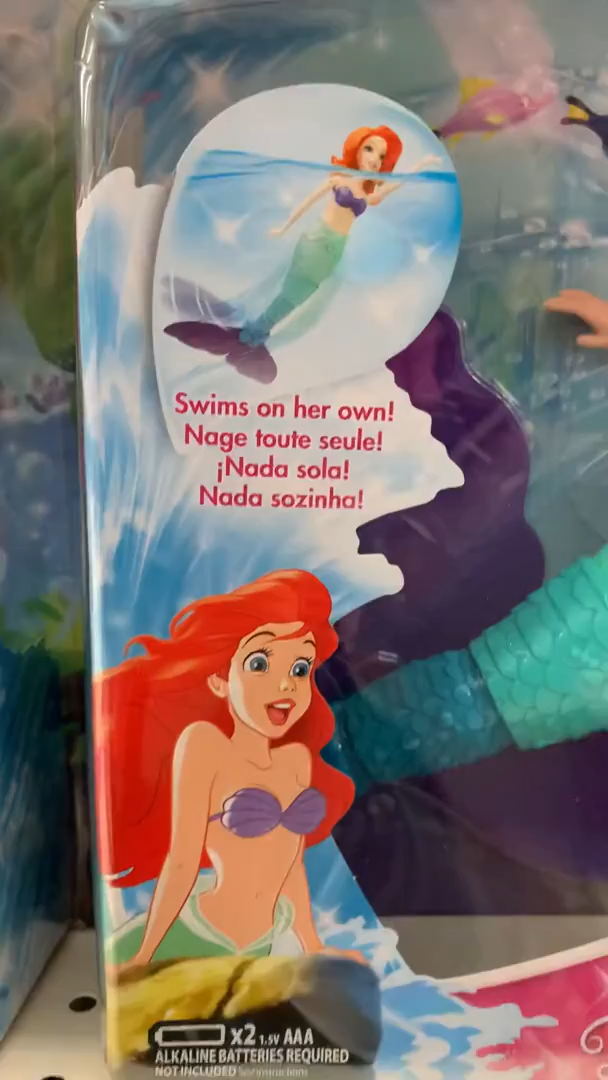 Swims on her own!
Nage toute seule!
¡Nada sola!
Nada sozinha!
x2 1.5V AAA
ALKALINE BATTERIES REQUIRED
NOT INCLUDED